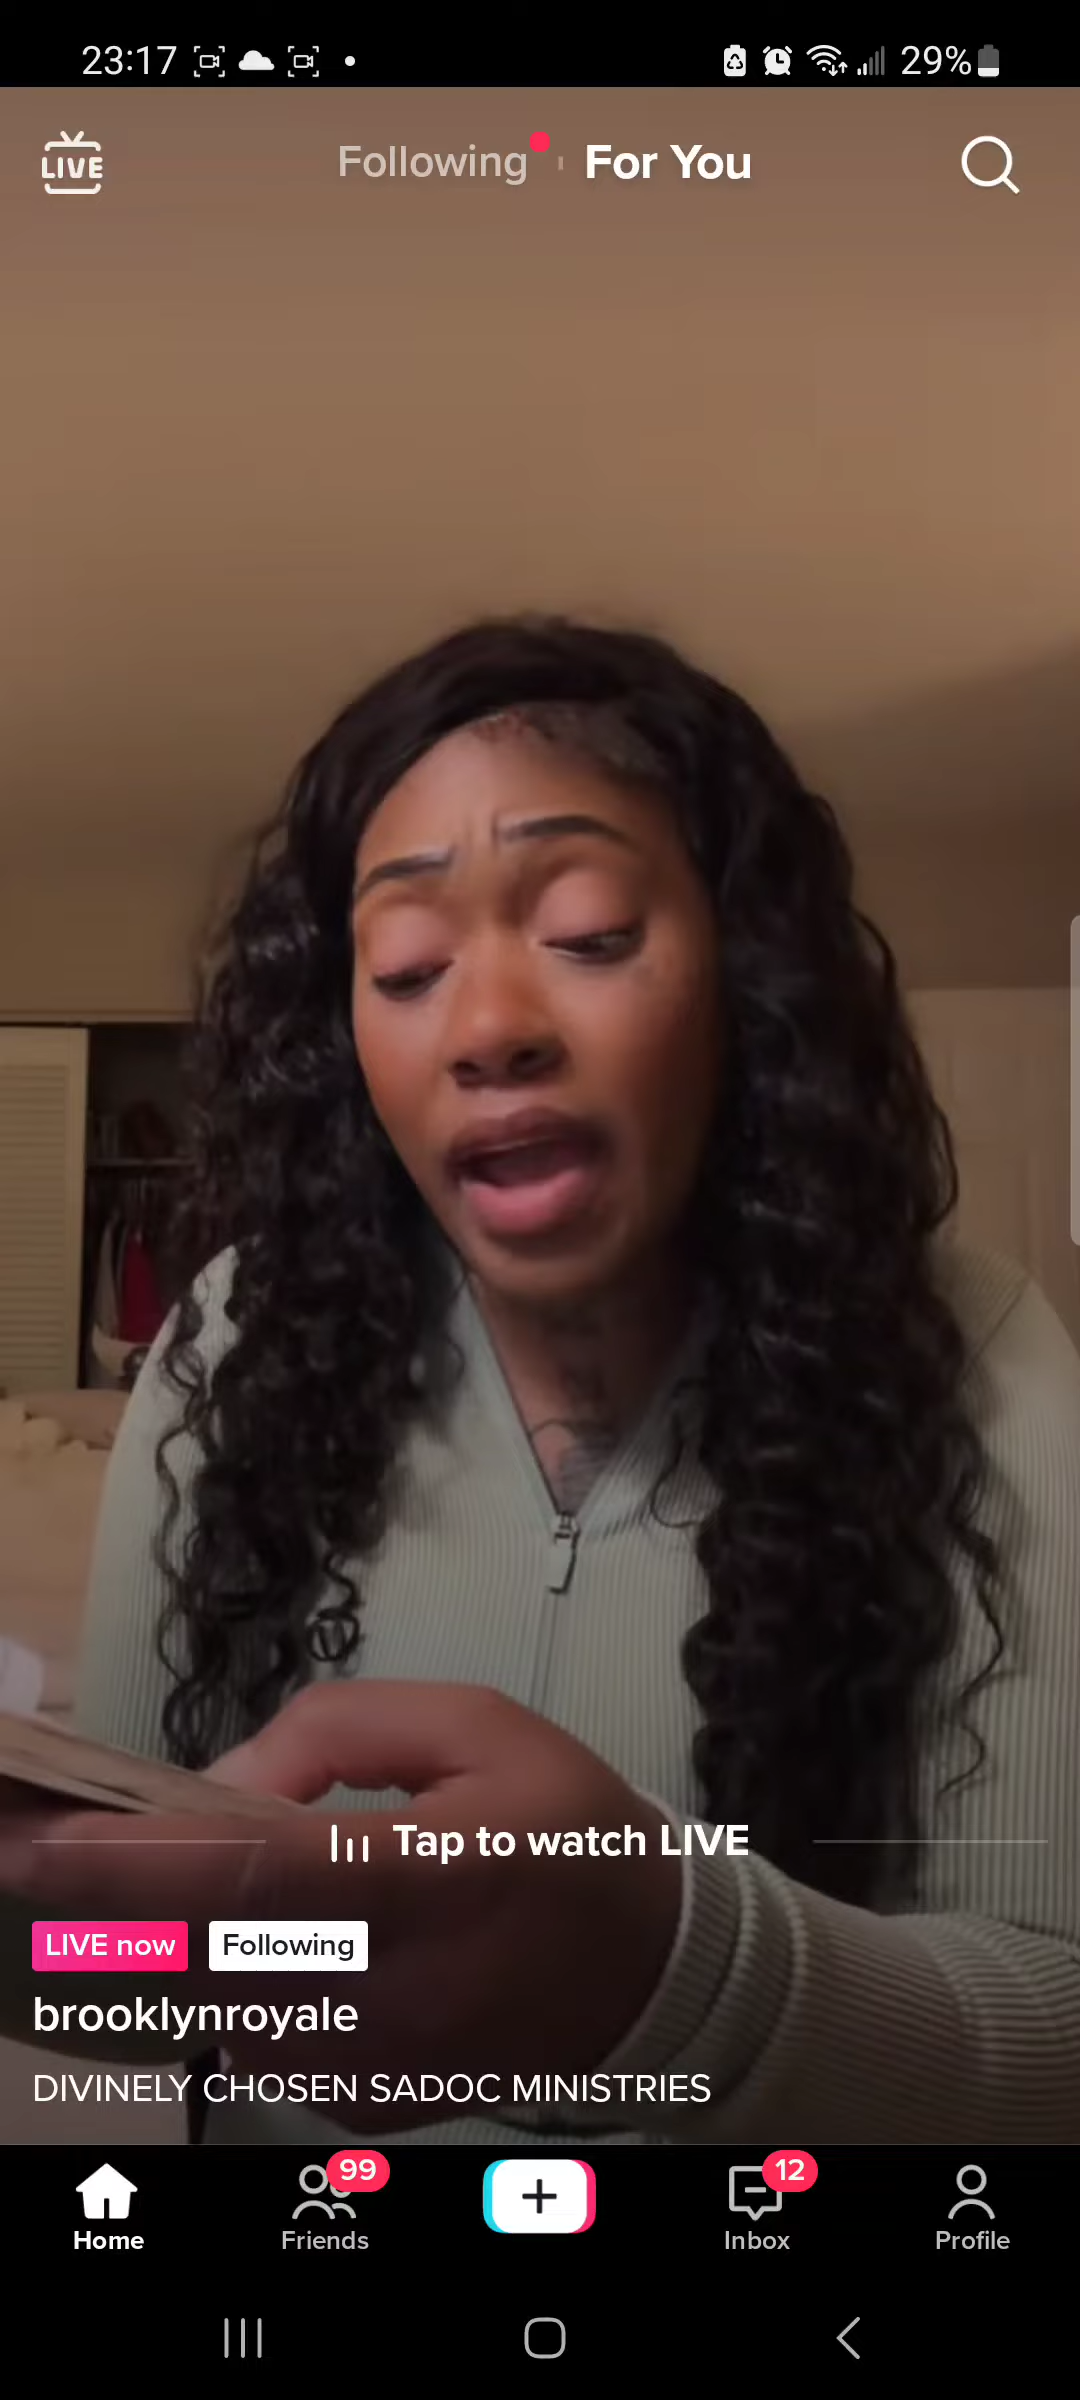 23:17 29%
LIVE Following For You
Tap to watch LIVE
LIVE now Following
brooklynroyale
DIVINELY CHOSEN SADOC MINISTRIES
99 12
Home Friends Inbox Profile